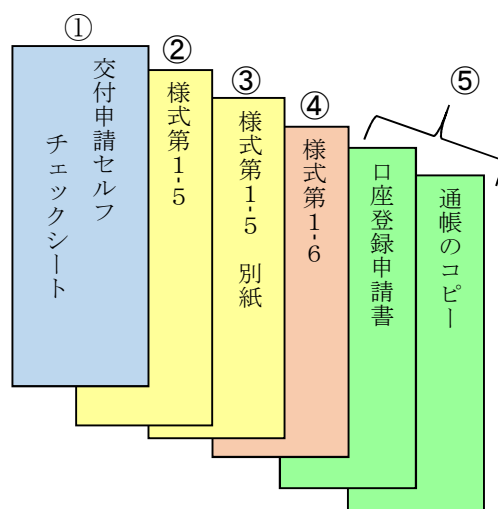 ①
交付申請セルフ
チェックシート
②
様式第1-5
③
様式第1-5 別紙
④
様式第1-6
⑤
口座登録申請書
通帳のコピー